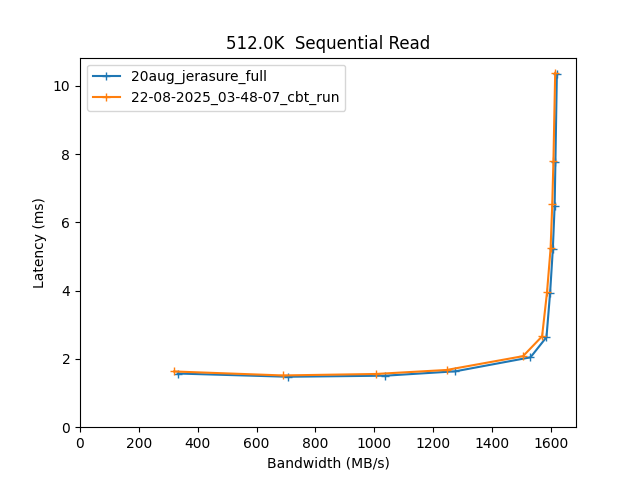 512.0K  Sequential Read
20aug_jerasure_full
22-08-2025_03-48-07_cbt_run
Latency (ms)
10
8
6
4
2
0
0 200 400 600 800 1000 1200 1400 1600
Bandwidth (MB/s)